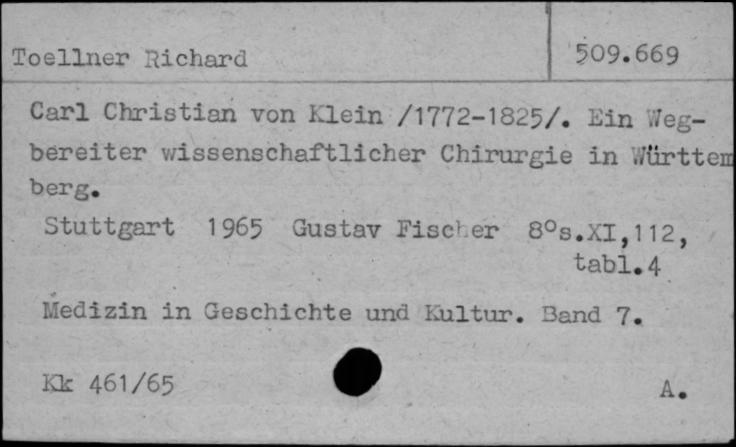 Toellner Richard 509.669
Carl Christian von Klein /1772-1825/. Ein Weg-
bereiter wissenschaftlicher Chirurgie in Württem
berg.
Stuttgart 1965 Gustav Fischer 8°s.XI,112,
tabl.4
Medizin in Geschichte und Kultur. Band 7.
Kk 461/65 A.